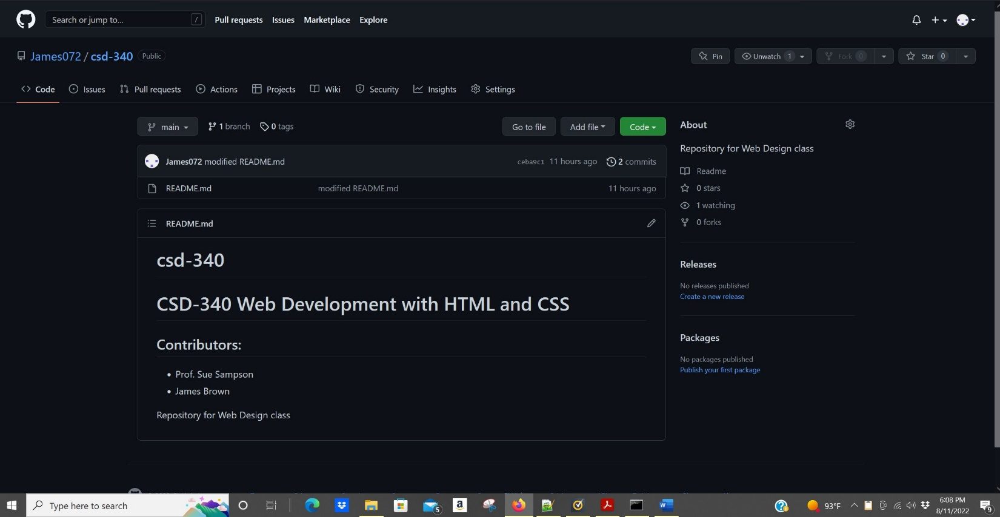 Search or jump to... /
Pull requests Issues Marketplace Explore
James072 / csd-340 Public
Pin Unwatch 1 Fork 0 Star 0
Code Issues Pull requests Actions Projects Wiki Security Insights Settings
main 1 branch 0 tags Go to file Add file Code
About
Repository for Web Design class
James072 modified README.md ceba9c1 11 hours ago 2 commits
README.md modified README.md 11 hours ago
Readme
0 stars
1 watching
0 forks
README.md
csd-340
CSD-340 Web Development with HTML and CSS
Contributors:
• Prof. Sue Sampson
• James Brown
Repository for Web Design class
Releases
No releases published
Create a new release
Packages
No packages published
Publish your first package
Type here to search
5
a
W
93°F
6:08 PM
8/11/2022
9